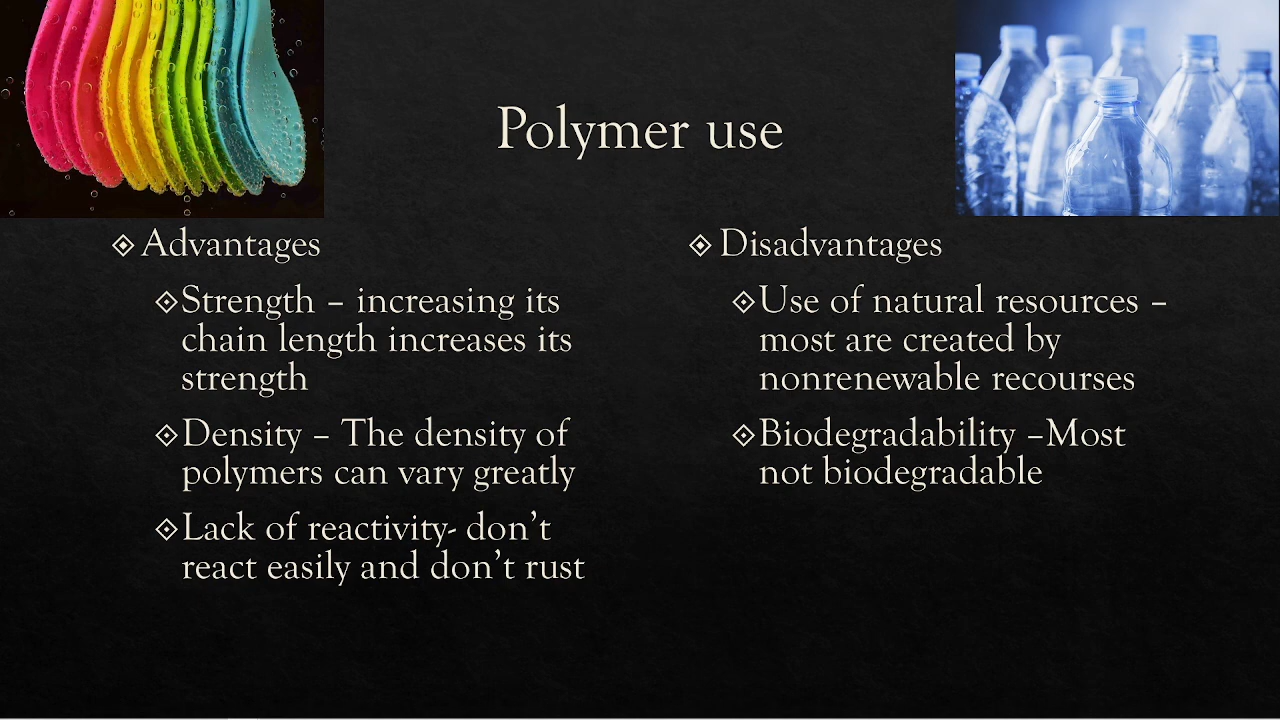 Polymer use
Advantages
Strength – increasing its
chain length increases its
strength
Density – The density of
polymers can vary greatly
Lack of reactivity- don’t
react easily and don’t rust
Disadvantages
Use of natural resources –
most are created by
nonrenewable recourses
Biodegradability –Most
not biodegradable